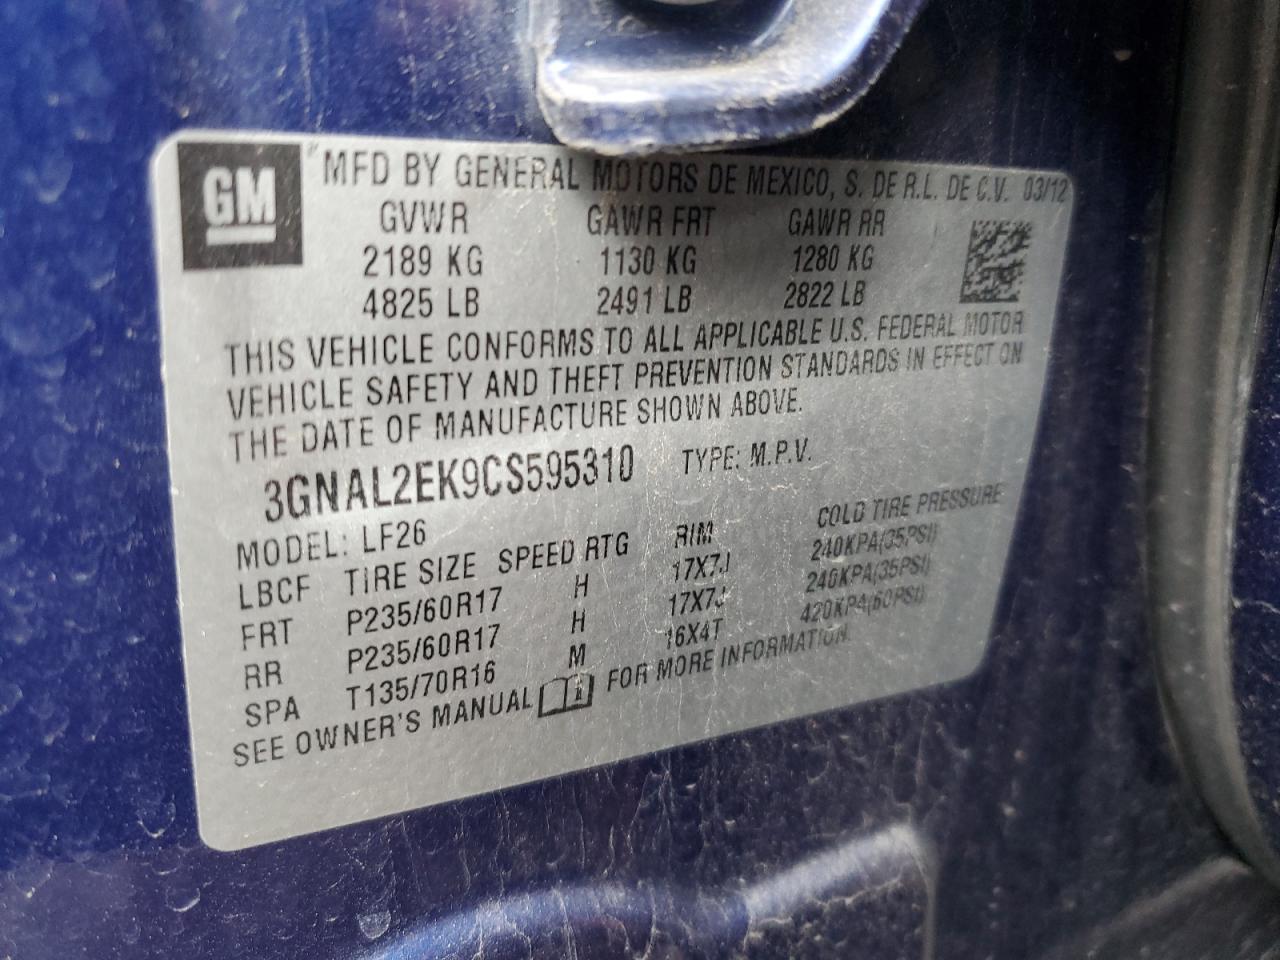 GM
MFD BY GENERAL MOTORS DE MEXICO, S. DE R.L. DE C.V. 03/12
GVWR GAWR FRT GAWR RR
2189 KG 1130 KG 1280 KG
4825 LB 2491 LB 2822 LB
THIS VEHICLE CONFORMS TO ALL APPLICABLE U.S. FEDERAL MOTOR
VEHICLE SAFETY AND THEFT PREVENTION STANDARDS IN EFFECT ON
THE DATE OF MANUFACTURE SHOWN ABOVE.
3GNAL2EK9CS595310 TYPE: M.P.V.
MODEL: LF26
LBCF TIRE SIZE SPEED RTG RIM COLD TIRE PRESSURE
FRT P235/60R17 H 17X7J 240KPA(35PSI)
RR P235/60R17 H 17X7J 240KPA(35PSI)
SPA T135/70R16 M 16X4T 420KPA(60PSI)
SEE OWNER'S MANUAL FOR MORE INFORMATION.